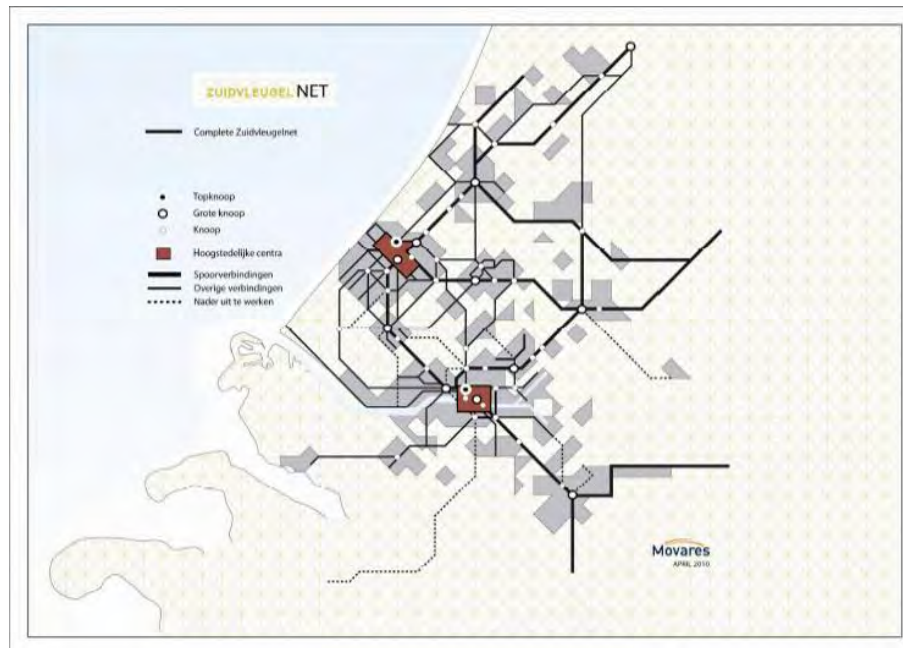 ZUIDVLEUGEL NET
Complete Zuidvleugelnet
Topknoop
Grote knoop
Knoop
Hoogstedelijke centra
Spoorverbindingen
Overige verbindingen
Nader uit te werken
Movares
APRIL 2010